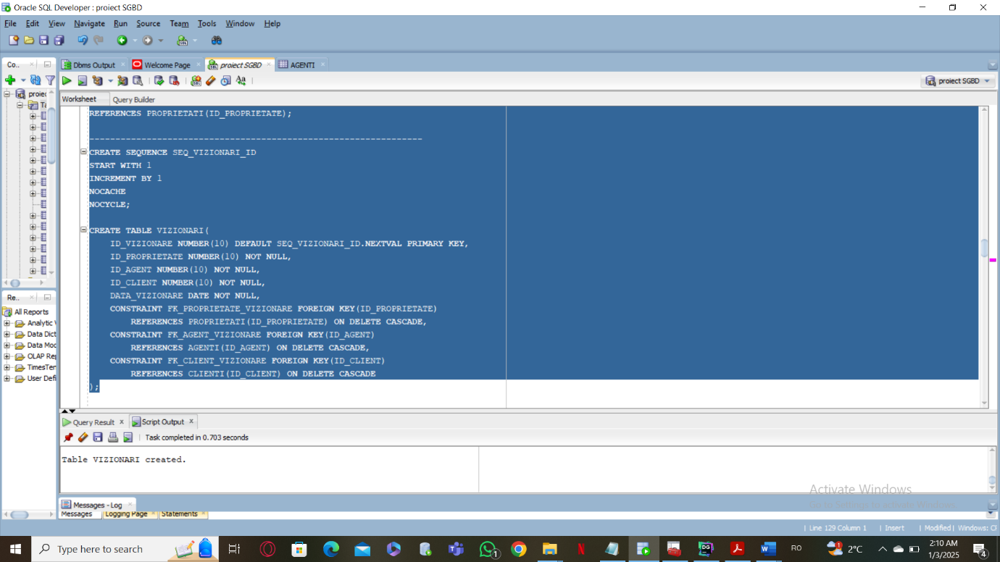 Oracle SQL Developer : proiect SGBD
File Edit View Navigate Run Source Team Tools Window Help
Co..
Dbms Output
Welcome Page
proiect SGBD
AGENTI
proiect SGBD
Worksheet
Query Builder
REFERENCES PROPRIETATI(ID_PROPRIETATE);
----------------------------------------------------------------
CREATE SEQUENCE SEQ_VIZIONARI_ID
START WITH 1
INCREMENT BY 1
NOCACHE
NOCYCLE;
CREATE TABLE VIZIONARI(
ID_VIZIONARE NUMBER(10) DEFAULT SEQ_VIZIONARI_ID.NEXTVAL PRIMARY KEY,
ID_PROPRIETATE NUMBER(10) NOT NULL,
ID_AGENT NUMBER(10) NOT NULL,
ID_CLIENT NUMBER(10) NOT NULL,
DATA_VIZIONARE DATE NOT NULL,
CONSTRAINT FK_PROPRIETATE_VIZIONARE FOREIGN KEY(ID_PROPRIETATE)
REFERENCES PROPRIETATI(ID_PROPRIETATE) ON DELETE CASCADE,
CONSTRAINT FK_AGENT_VIZIONARE FOREIGN KEY(ID_AGENT)
REFERENCES AGENTI(ID_AGENT) ON DELETE CASCADE,
CONSTRAINT FK_CLIENT_VIZIONARE FOREIGN KEY(ID_CLIENT)
REFERENCES CLIENTI(ID_CLIENT) ON DELETE CASCADE
);
proiec
Ta
Re..
All Reports
Analytic
Data Dict
Data Mod
OLAP Rep
TimesTen
User Defi
Query Result
Script Output
Task completed in 0.703 seconds
Table VIZIONARI created.
Activate Windows
Go to Settings to activate Windows.
Messages - Log
Messages
Logging Page
Statements
Line 129 Column 1
Insert
Modified
Windows: C
Type here to search
1
RO
1
2°C
2:10 AM
1/3/2025
4